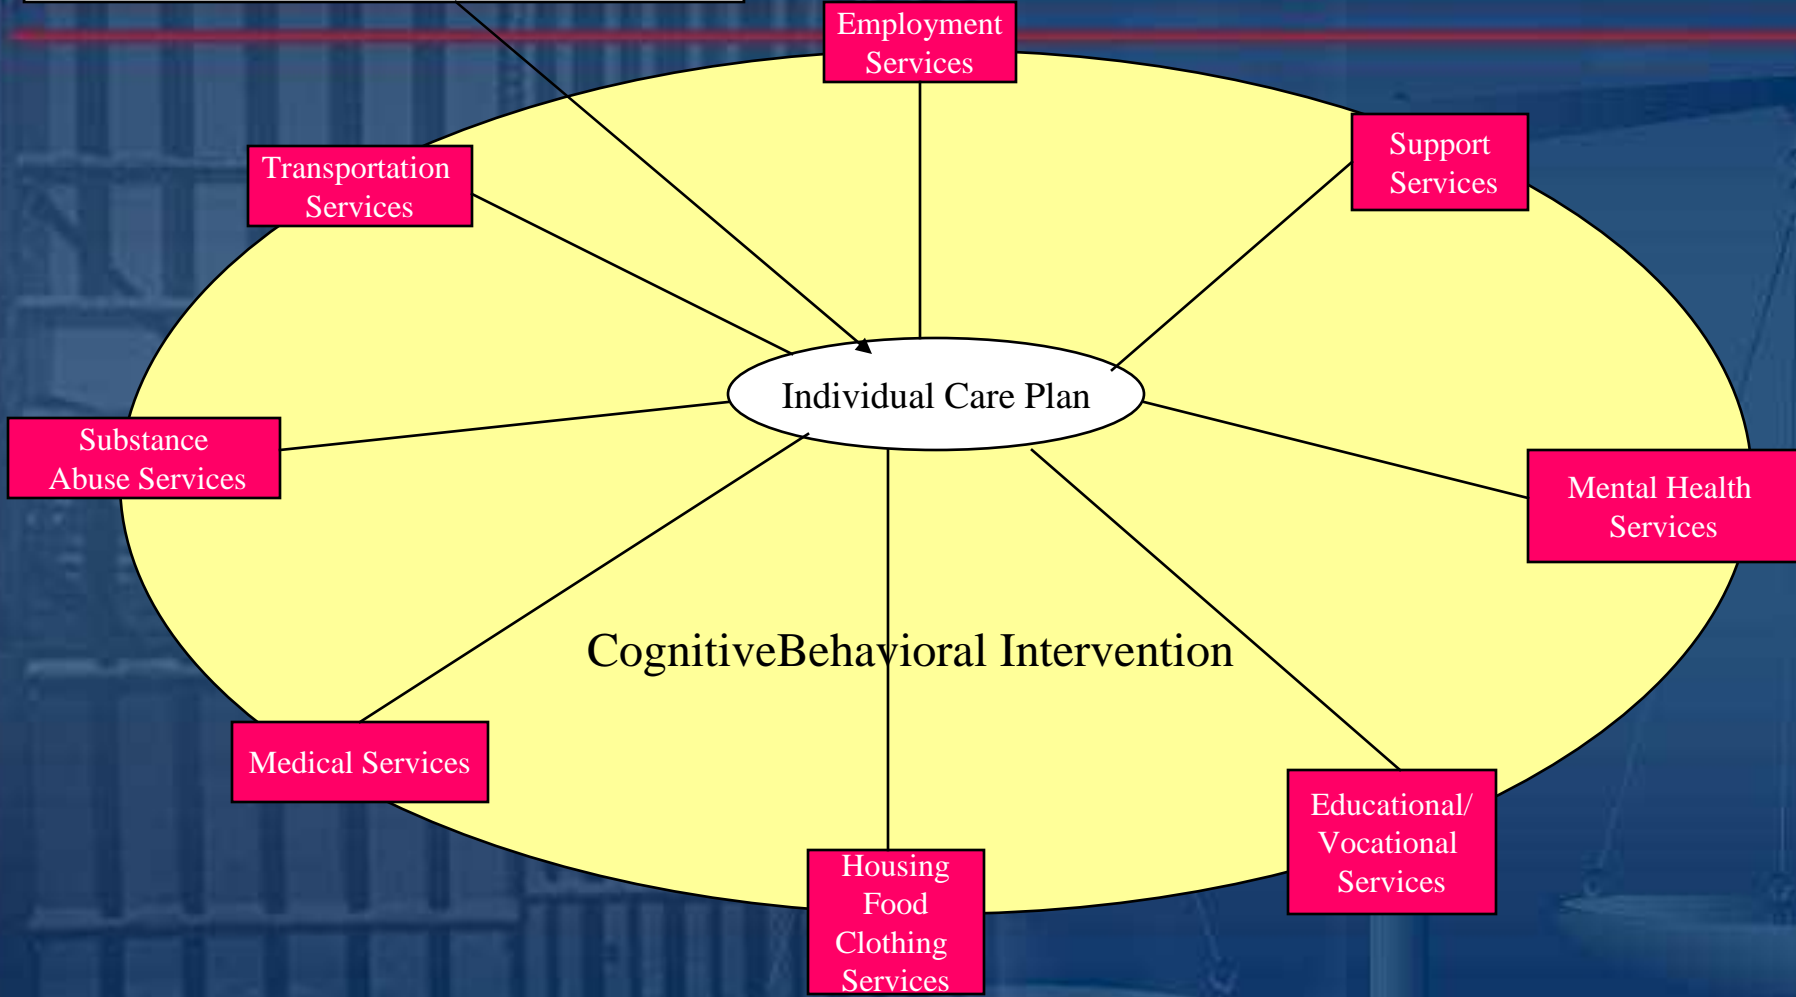 Employment
Services
Support
Services
Transportation
Services
Individual Care Plan
Substance
Abuse Services
Mental Health
Services
CognitiveBehavioral Intervention
Medical Services
Educational/
Vocational
Services
Housing
Food
Clothing
Services